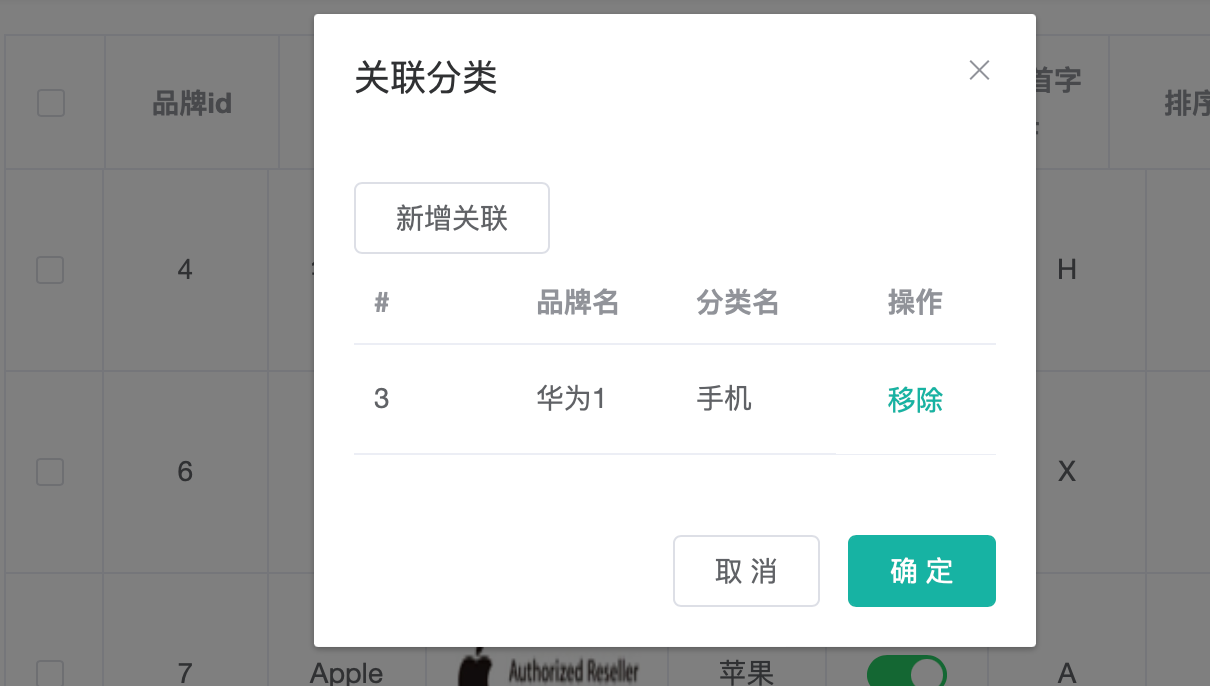 关联分类
品牌id
首字
排序
新增关联
# 品牌名 分类名 操作
4 H
3 华为1 手机 移除
6 X
取 消 确 定
7 Apple Authorized Reseller 苹果 A